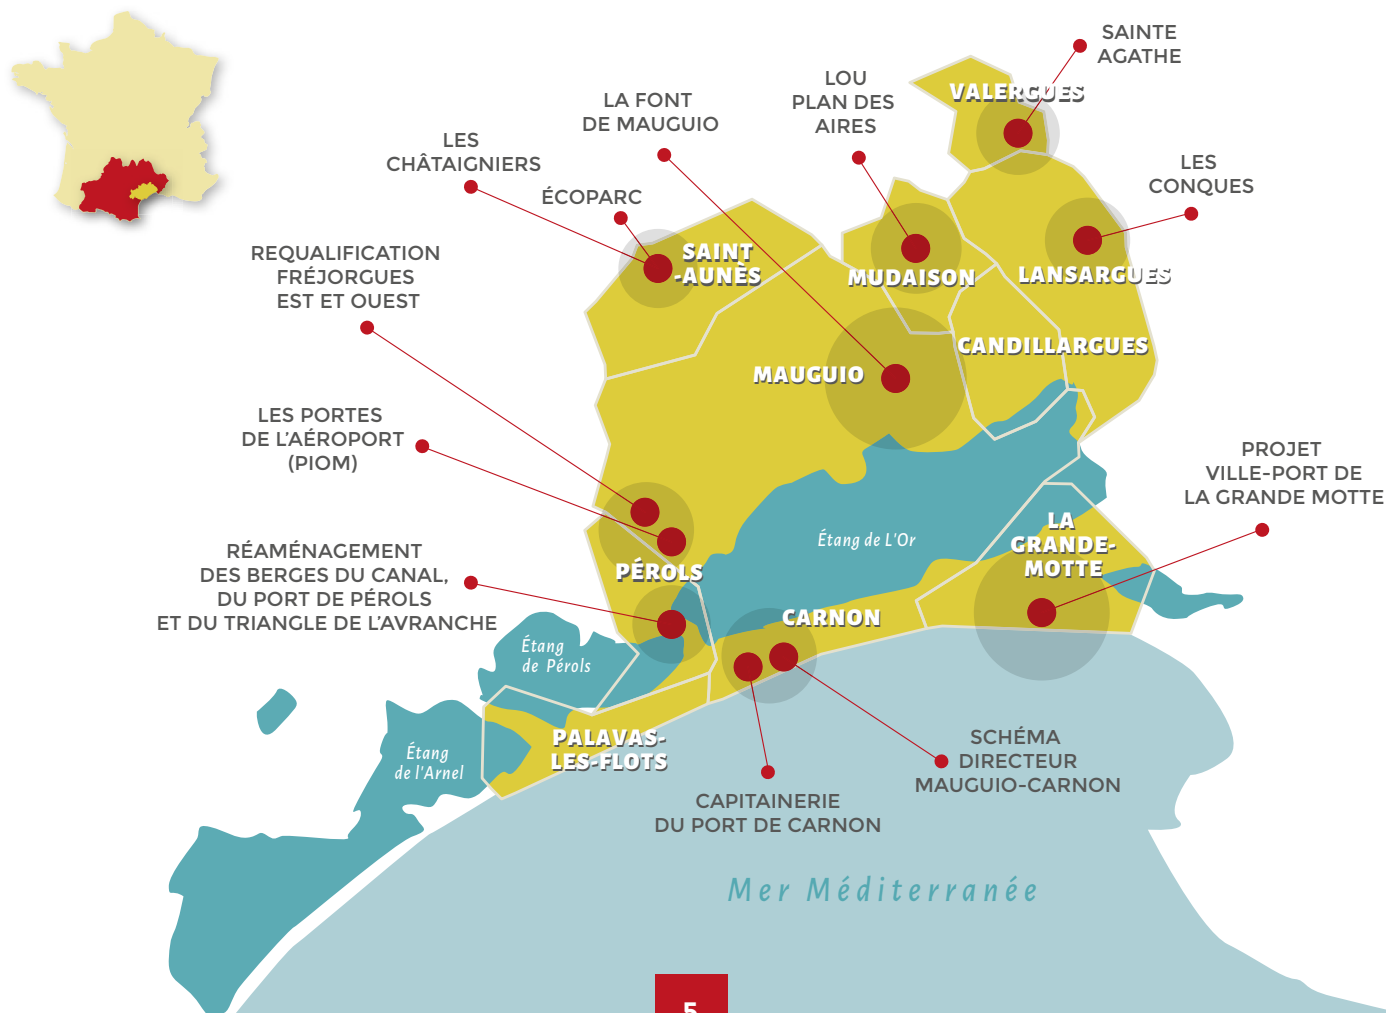 SAINTE
AGATHE
VALERGUES
LOU
PLAN DES
AIRES
LA FONT
DE MAUGUIO
LES
CHÂTAIGNIERS
ÉCOPARC
LES
CONQUES
REQUALIFICATION
FRÉJORGUES
EST ET OUEST
SAINT
-AUNÈS
MUDAISON
LANSARGUES
CANDILLARGUES
MAUGUIO
LES PORTES
DE L’AÉROPORT
(PIOM)
PROJET
VILLE-PORT DE
LA GRANDE MOTTE
Étang de L'Or
LA
GRANDE-
MOTTE
RÉAMÉNAGEMENT
DES BERGES DU CANAL,
DU PORT DE PÉROLS
ET DU TRIANGLE DE L’AVRANCHE
PÉROLS
CARNON
Étang
de Pérols
PALAVAS-
LES-FLOTS
Étang
de l'Arnel
SCHÉMA
DIRECTEUR
MAUGUIO-CARNON
CAPITAINERIE
DU PORT DE CARNON
Mer Méditerranée
5